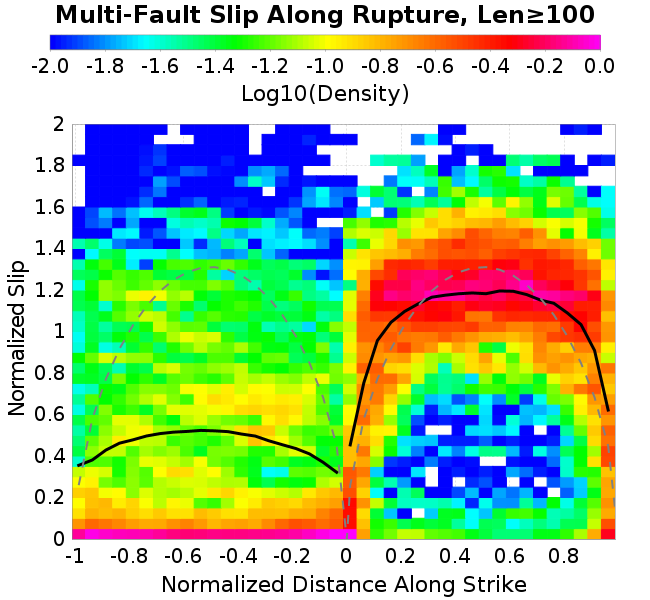 Multi-Fault Slip Along Rupture, Len≥100
-2.0 -1.8 -1.6 -1.4 -1.2 -1.0 -0.8 -0.6 -0.4 -0.2 0.0
Log10(Density)
2
1.8
1.6
1.4
1.2
1
0.8
0.6
0.4
0.2
0
Normalized Slip
-1 -0.8 -0.6 -0.4 -0.2 0 0.2 0.4 0.6 0.8
Normalized Distance Along Strike